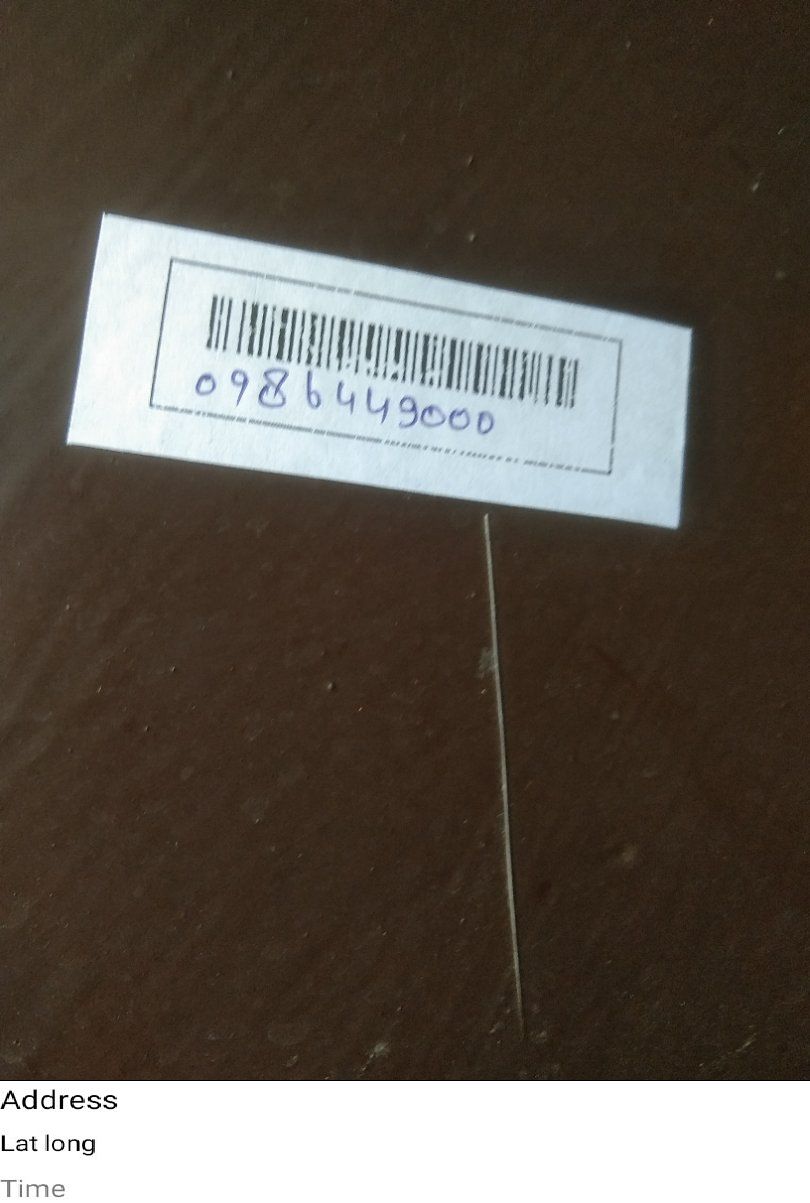 0986449000
Address
Lat long
Time